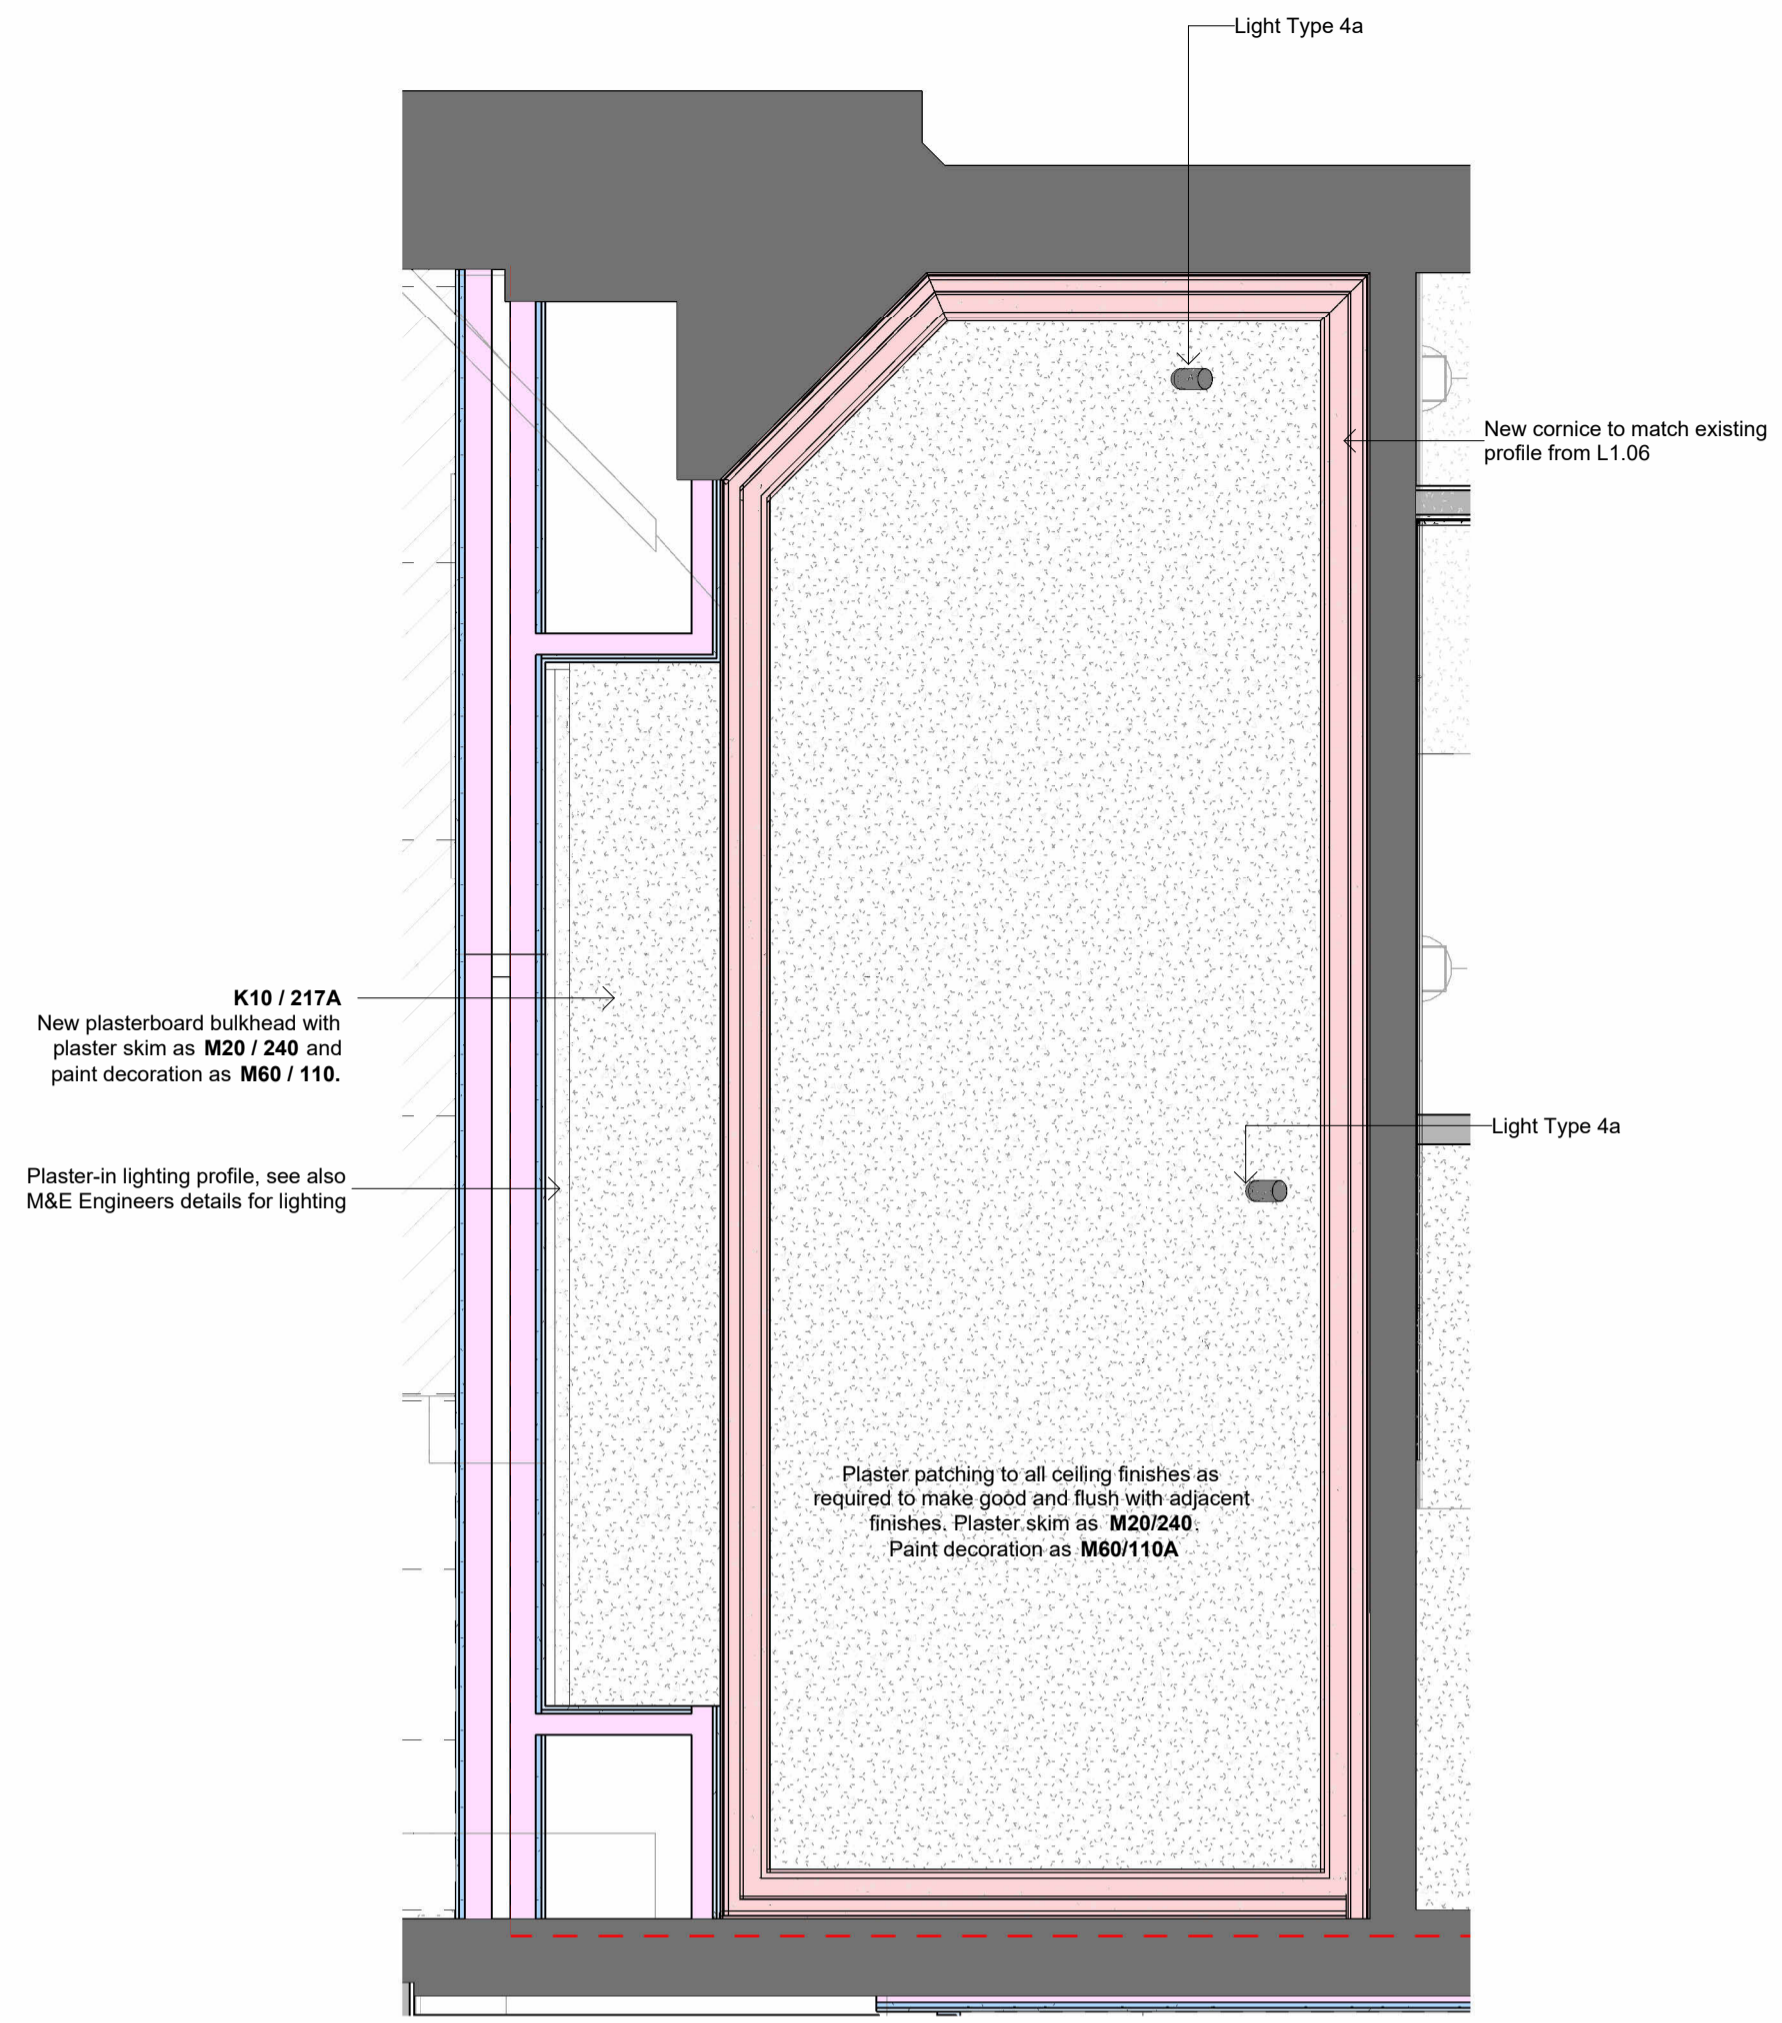 Light Type 4a
New cornice to match existing
profile from L1.06
K10 / 217A
New plasterboard bulkhead with
plaster skim as M20 / 240 and
paint decoration as M60 / 110.
Light Type 4a
Plaster-in lighting profile, see also
M&E Engineers details for lighting
Plaster patching to all ceiling finishes as
required to make good and flush with adjacent
finishes. Plaster skim as M20/240.
Paint decoration as M60/110A